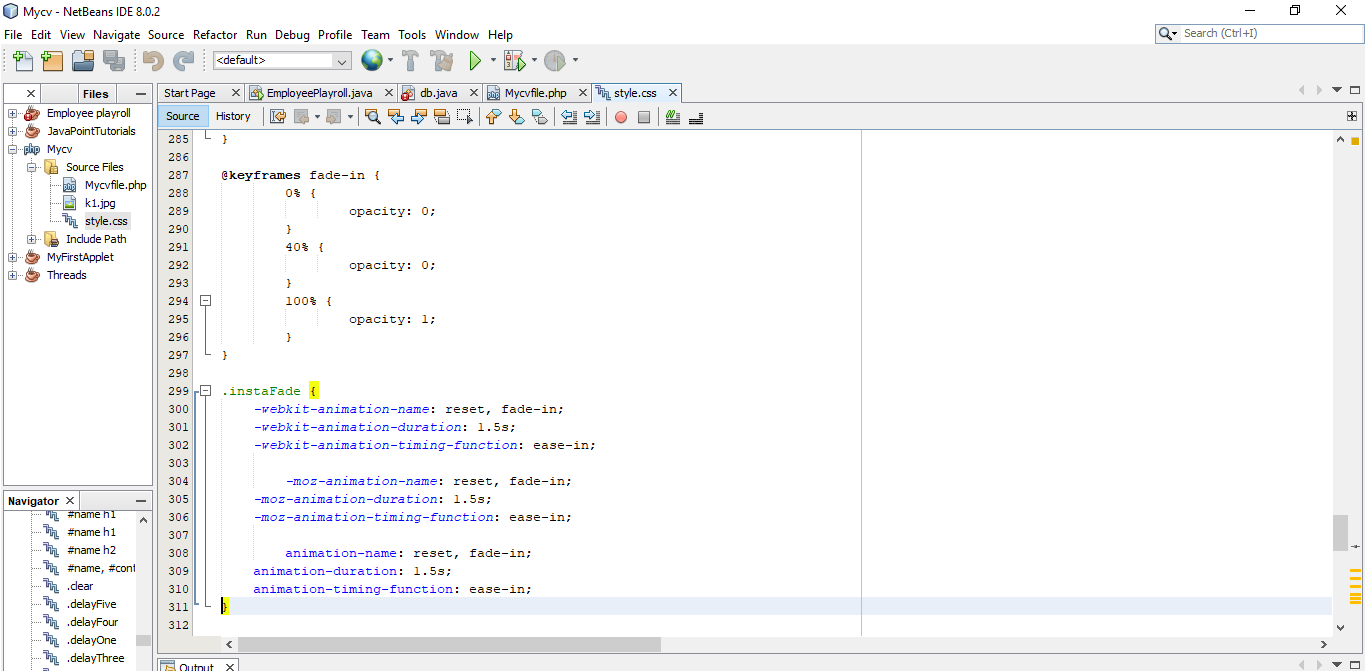 Mycv - NetBeans IDE 8.0.2
File Edit View Navigate Source Refactor Run Debug Profile Team Tools Window Help
Search (Ctrl+I)
<default>
Files
Employee playroll
JavaPointTutorials
Mycv
Source Files
Mycvfile.php
k1.jpg
style.css
Include Path
MyFirstApplet
Threads
Navigator
#name h1
#name h1
#name h2
#name, #cont
.clear
.delayFive
.delayFour
.delayOne
.delayThree
Start Page EmployeePlayroll.java db.java Mycvfile.php style.css
Source History
285 }
286
287 @keyframes fade-in {
288 0% {
289 opacity: 0;
290 }
291 40% {
292 opacity: 0;
293 }
294 100% {
295 opacity: 1;
296 }
297 }
298
299 .instaFade {
300 -webkit-animation-name: reset, fade-in;
301 -webkit-animation-duration: 1.5s;
302 -webkit-animation-timing-function: ease-in;
303
304 -moz-animation-name: reset, fade-in;
305 -moz-animation-duration: 1.5s;
306 -moz-animation-timing-function: ease-in;
307
308 animation-name: reset, fade-in;
309 animation-duration: 1.5s;
310 animation-timing-function: ease-in;
311 }
312
Output